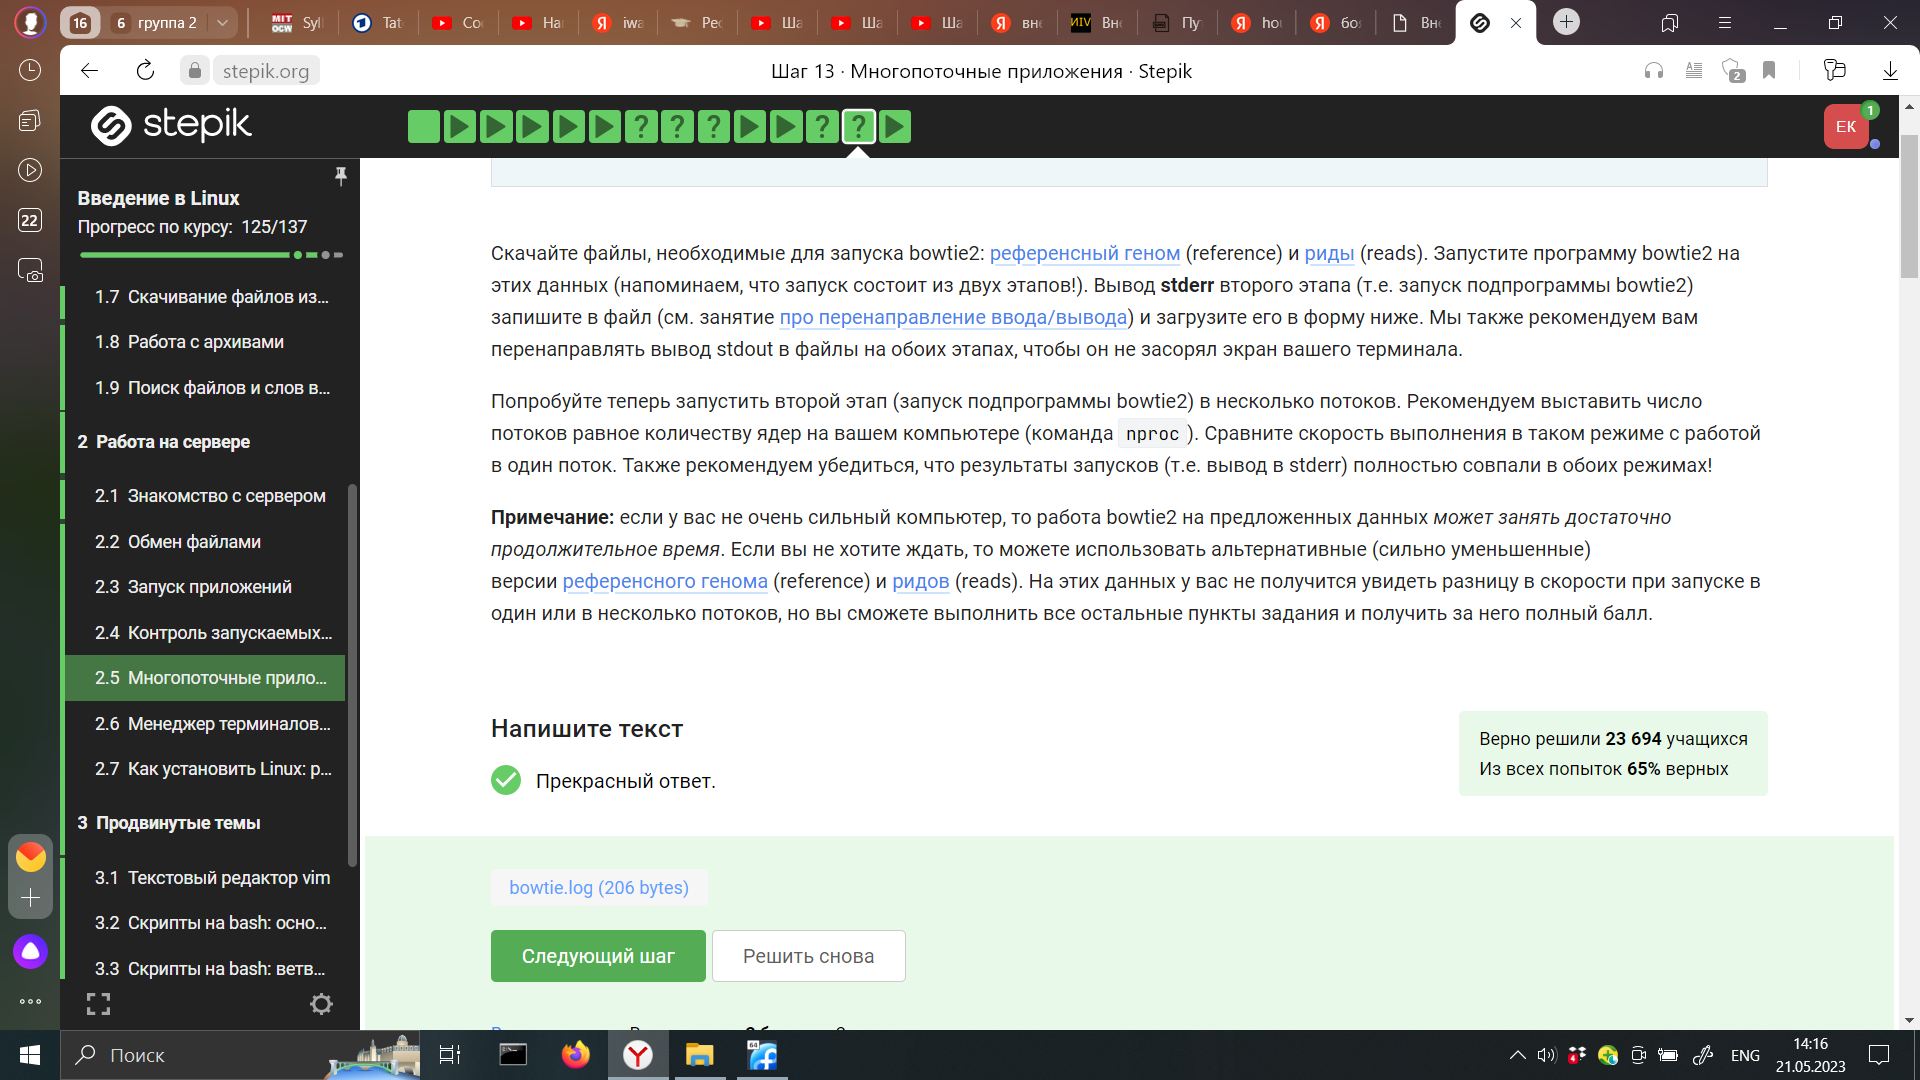 16
6 группа 2
MIT OCW Syl
Tat
Coc
Наг
iwa
Рес
Ша
Ша
Ша
вне
Вне
Пу
hou
боя
Вне
stepik.org
Шаг 13 · Многопоточные приложения · Stepik
2
22
stepik
ЕК
1
Введение в Linux
Прогресс по курсу: 125/137
1.7 Скачивание файлов из...
1.8 Работа с архивами
1.9 Поиск файлов и слов в...
2 Работа на сервере
2.1 Знакомство с сервером
2.2 Обмен файлами
2.3 Запуск приложений
2.4 Контроль запускаемых...
2.5 Многопоточные прило...
2.6 Менеджер терминалов...
2.7 Как установить Linux: р...
3 Продвинутые темы
3.1 Текстовый редактор vim
3.2 Скрипты на bash: осно...
3.3 Скрипты на bash: ветв...
Скачайте файлы, необходимые для запуска bowtie2: референсный геном (reference) и риды (reads). Запустите программу bowtie2 на
этих данных (напоминаем, что запуск состоит из двух этапов!). Вывод stderr второго этапа (т.е. запуск подпрограммы bowtie2)
запишите в файл (см. занятие про перенаправление ввода/вывода) и загрузите его в форму ниже. Мы также рекомендуем вам
перенаправлять вывод stdout в файлы на обоих этапах, чтобы он не засорял экран вашего терминала.
Попробуйте теперь запустить второй этап (запуск подпрограммы bowtie2) в несколько потоков. Рекомендуем выставить число
потоков равное количеству ядер на вашем компьютере (команда nproc ). Сравните скорость выполнения в таком режиме с работой
в один поток. Также рекомендуем убедиться, что результаты запусков (т.е. вывод в stderr) полностью совпали в обоих режимах!
Примечание: если у вас не очень сильный компьютер, то работа bowtie2 на предложенных данных может занять достаточно
продолжительное время. Если вы не хотите ждать, то можете использовать альтернативные (сильно уменьшенные)
версии референсного генома (reference) и ридов (reads). На этих данных у вас не получится увидеть разницу в скорости при запуске в
один или в несколько потоков, но вы сможете выполнить все остальные пункты задания и получить за него полный балл.
Напишите текст
Прекрасный ответ.
Верно решили 23 694 учащихся
Из всех попыток 65% верных
bowtie.log (206 bytes)
Следующий шаг
Решить снова
Поиск
64
ENG
14:16
21.05.2023